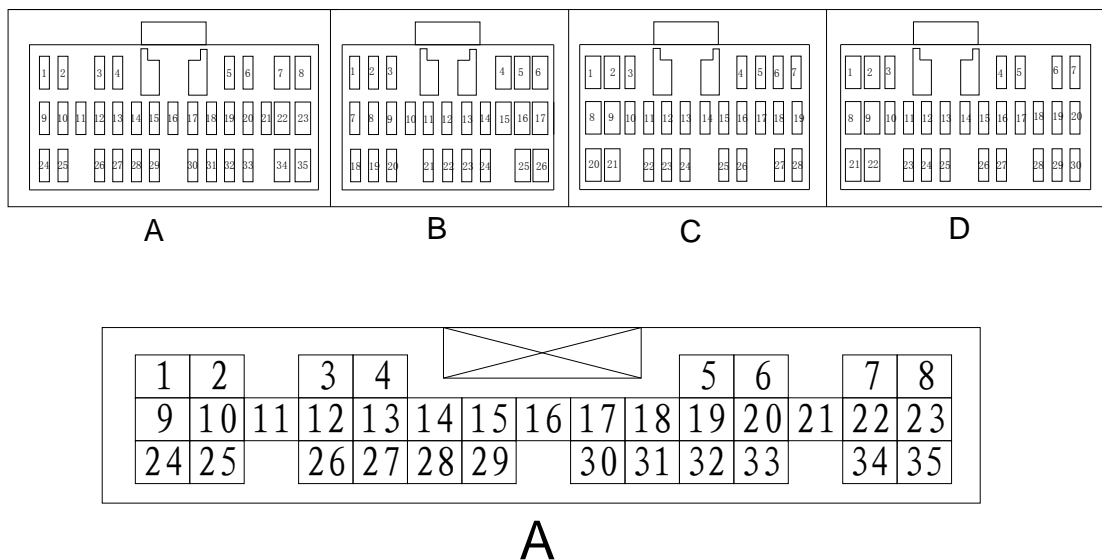 1 2 3 4 5 6 7 8
9 10 11 12 13 14 15 16 17 18 19 20 21 22 23
24 25 26 27 28 29 30 31 32 33 34 35
A
1 2 3 4 5 6
7 8 9 10 11 12 13 14 15 16 17
18 19 20 21 22 23 24 25 26
B
1 2 3 4 5 6 7
8 9 10 11 12 13 14 15 16 17 18 19
20 21 22 23 24 25 26 27 28
C
1 2 3 4 5 6 7
8 9 10 11 12 13 14 15 16 17 18 19 20
21 22 23 24 25 26 27 28 29 30
D
1 2 3 4 5 6 7 8
9 10 11 12 13 14 15 16 17 18 19 20 21 22 23
24 25 26 27 28 29 30 31 32 33 34 35
A